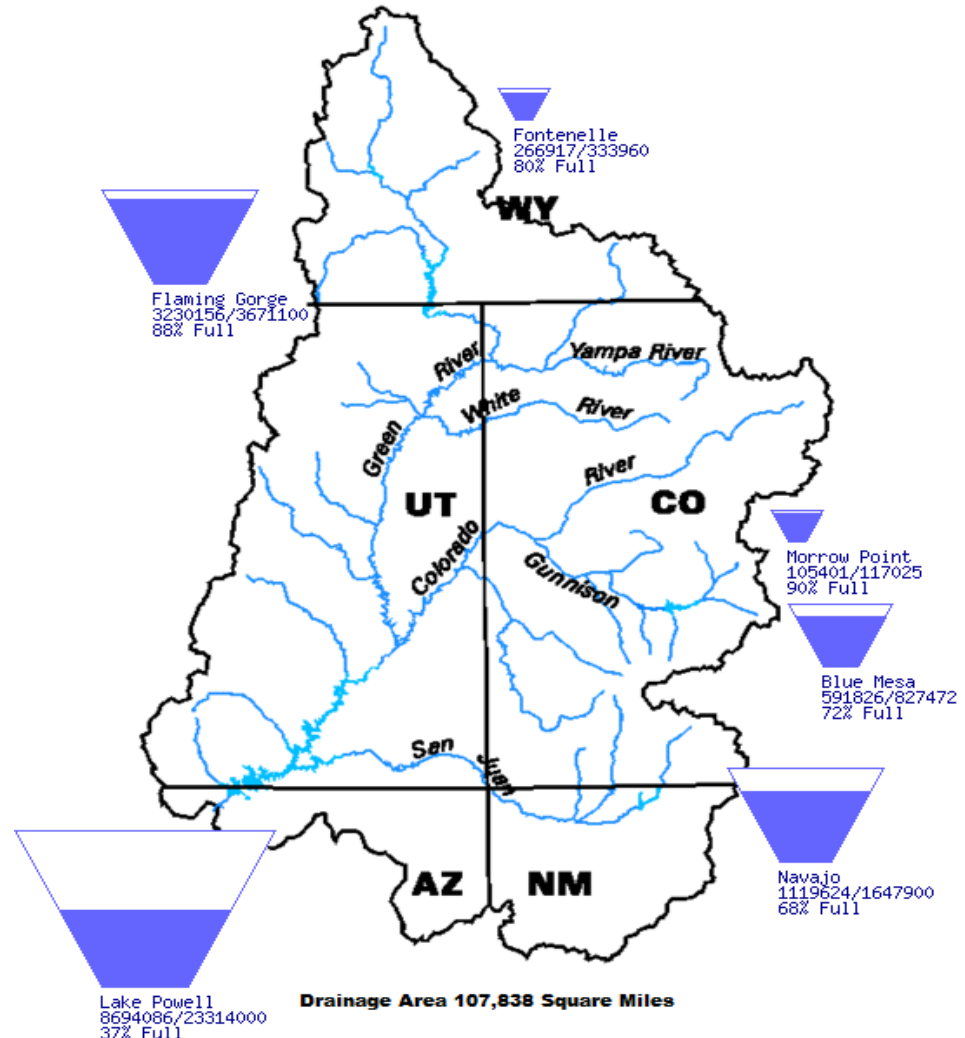 Fontenelle
266917/333960
80% Full
WY
Flaming Gorge
3230156/3671100
88% Full
Yampa River
River
White
River
Green
River
UT
CO
Colorado
Gunnison
Morrow Point
105401/117025
90% Full
Blue Mesa
591826/827472
72% Full
San
Juan
Navajo
1119624/1647900
68% Full
AZ
NM
Lake Powell
8694086/23314000
37% Full
Drainage Area 107,838 Square Miles